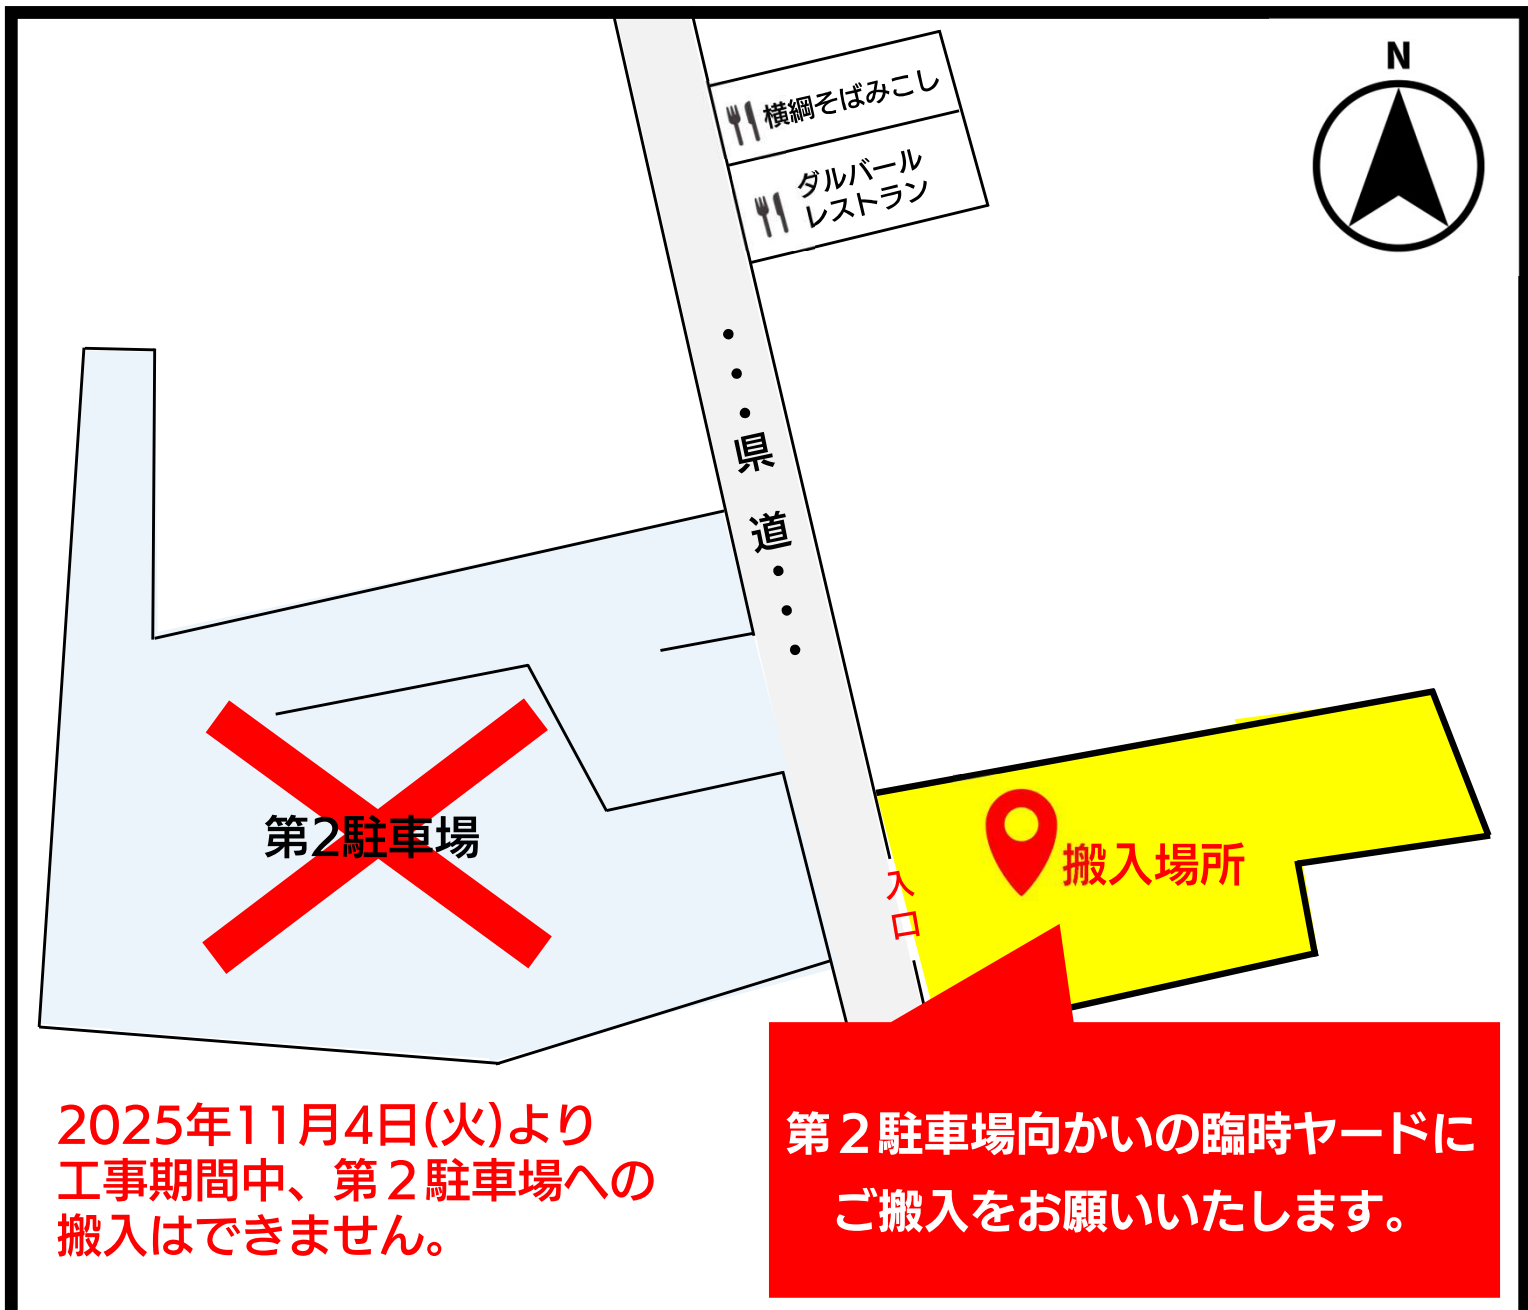 N
横綱そばみこし
ダルバール
レストラン
・・・県 道・・・
第2駐車場
入口
搬入場所
2025年11月4日(火)より
工事期間中、第２駐車場への
搬入はできません。
第２駐車場向かいの臨時ヤードに
ご搬入をお願いいたします。